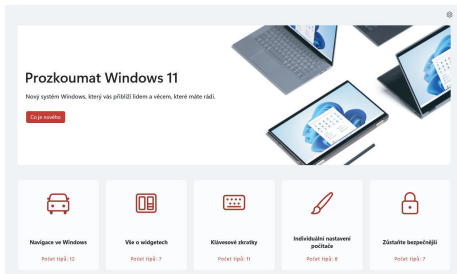 Prozkoumat Windows 11
Nový systém Windows, který vás přiblíží lidem a věcem, které máte rádi.
Co je nového
Navigace ve Windows
Počet tipů: 12
Vše o widgetech
Počet tipů: 7
Klávesové zkratky
Počet tipů: 11
Individuální nastavení
počítače
Počet tipů: 8
Zůstaňte bezpečnější
Počet tipů: 7